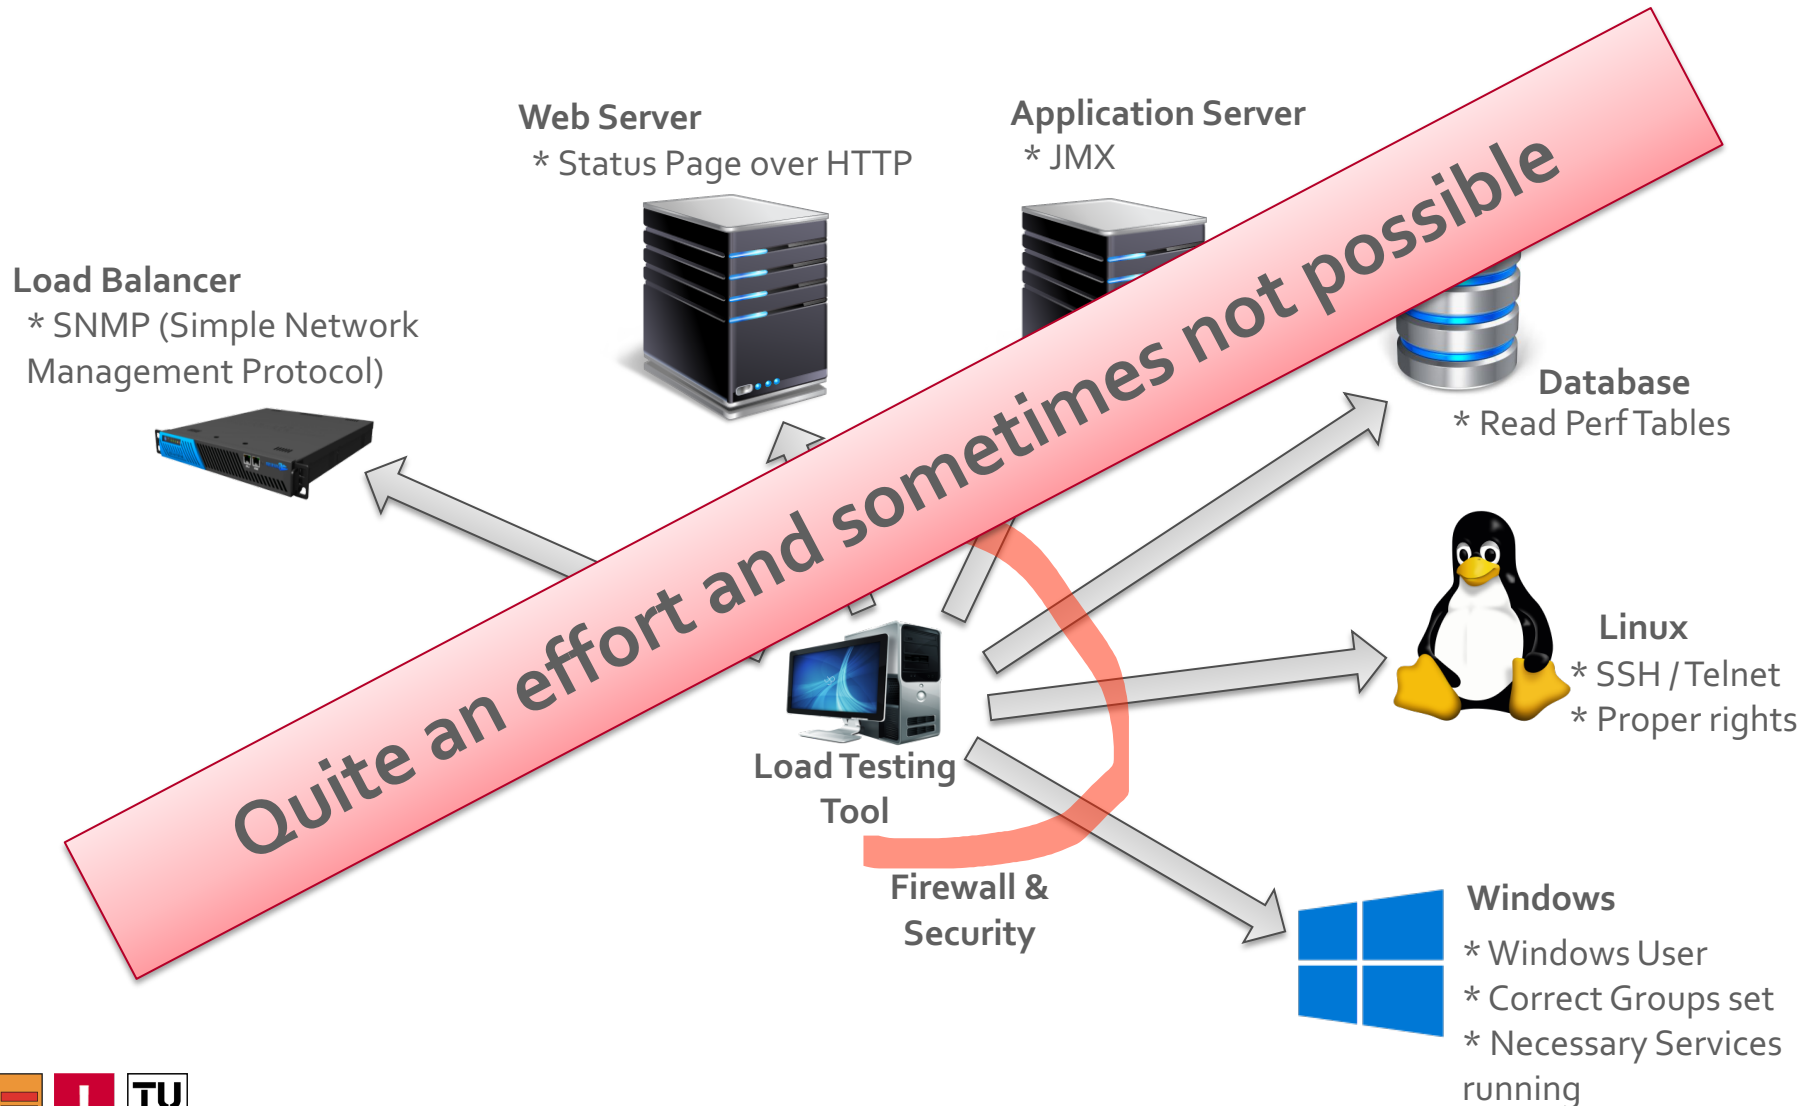 Web Server
* Status Page over HTTP
Application Server
* JMX
Load Balancer
* SNMP (Simple Network
Management Protocol)
Quite an effort and sometimes not possible
Database
* Read Perf Tables
Linux
* SSH / Telnet
* Proper rights
Load Testing
Tool
Firewall &
Security
Windows
* Windows User
* Correct Groups set
* Necessary Services
running
TU